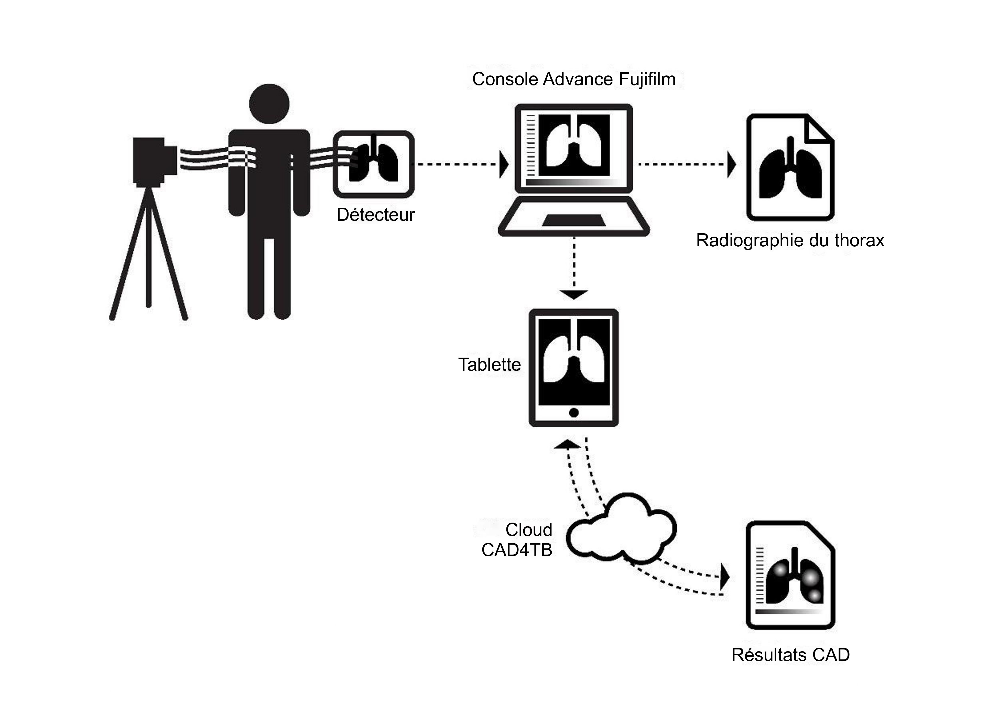 Console Advance Fujifilm
Détecteur
Radiographie du thorax
Tablette
Cloud
CAD4TB
Résultats CAD